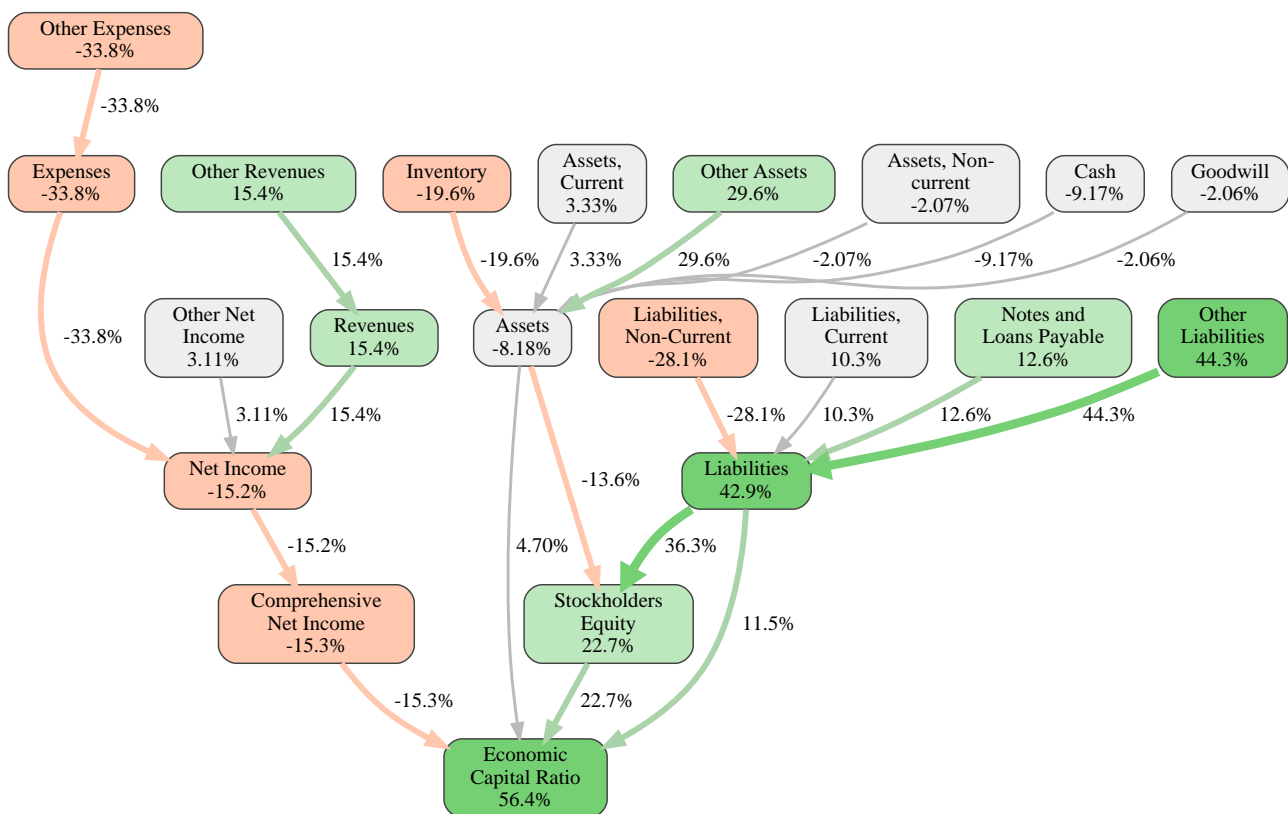 Other Expenses
-33.8%
-33.8%
Expenses
-33.8%
Other Revenues
15.4%
Inventory
-19.6%
Assets,
Current
3.33%
Other Assets
29.6%
Assets, Non-
current
-2.07%
Cash
-9.17%
Goodwill
-2.06%
15.4%
-19.6%
3.33%
29.6%
-2.07%
-9.17%
-2.06%
-33.8%
Other Net
Income
3.11%
Revenues
15.4%
Assets
-8.18%
Liabilities,
Non-Current
-28.1%
Liabilities,
Current
10.3%
Notes and
Loans Payable
12.6%
Other
Liabilities
44.3%
3.11%
15.4%
-28.1%
10.3%
12.6%
44.3%
Net Income
-15.2%
-13.6%
Liabilities
42.9%
-15.2%
4.70%
36.3%
Comprehensive
Net Income
-15.3%
Stockholders
Equity
22.7%
11.5%
-15.3%
22.7%
Economic
Capital Ratio
56.4%